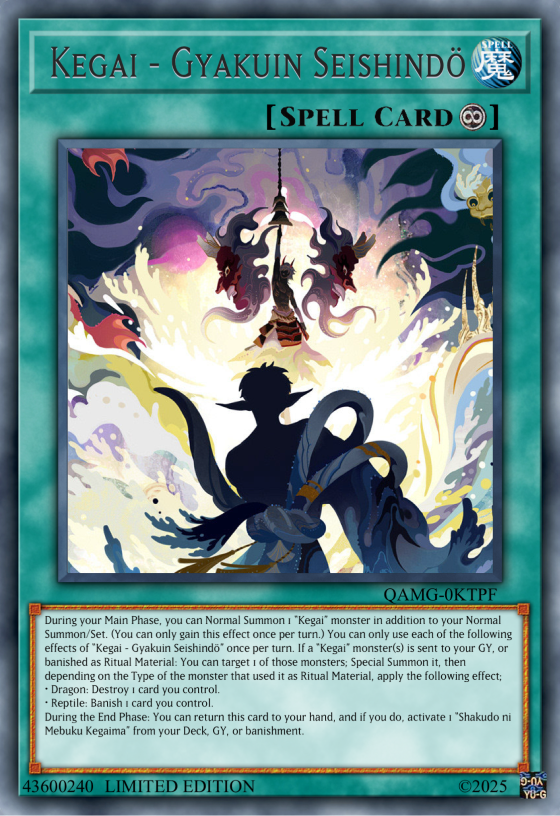 Kegai - Gyakuin Seishindö
SPELL
魔
[Spell Card]
QAMG-0KTPF
During your Main Phase, you can Normal Summon 1 "Kegai" monster in addition to your Normal
Summon/Set. (You can only gain this effect once per turn.) You can only use each of the following
effects of "Kegai - Gyakuin Seishindö" once per turn. If a "Kegai" monster(s) is sent to your GY, or
banished as Ritual Material: You can target 1 of those monsters; Special Summon it, then
depending on the Type of the monster that used it as Ritual Material, apply the following effect;
• Dragon: Destroy 1 card you control.
• Reptile: Banish 1 card you control.
During the End Phase: You can return this card to your hand, and if you do, activate 1 "Shakudo ni
Mebuku Kegaima" from your Deck, GY, or banishment.
43600240 LIMITED EDITION
©2025
YU-G